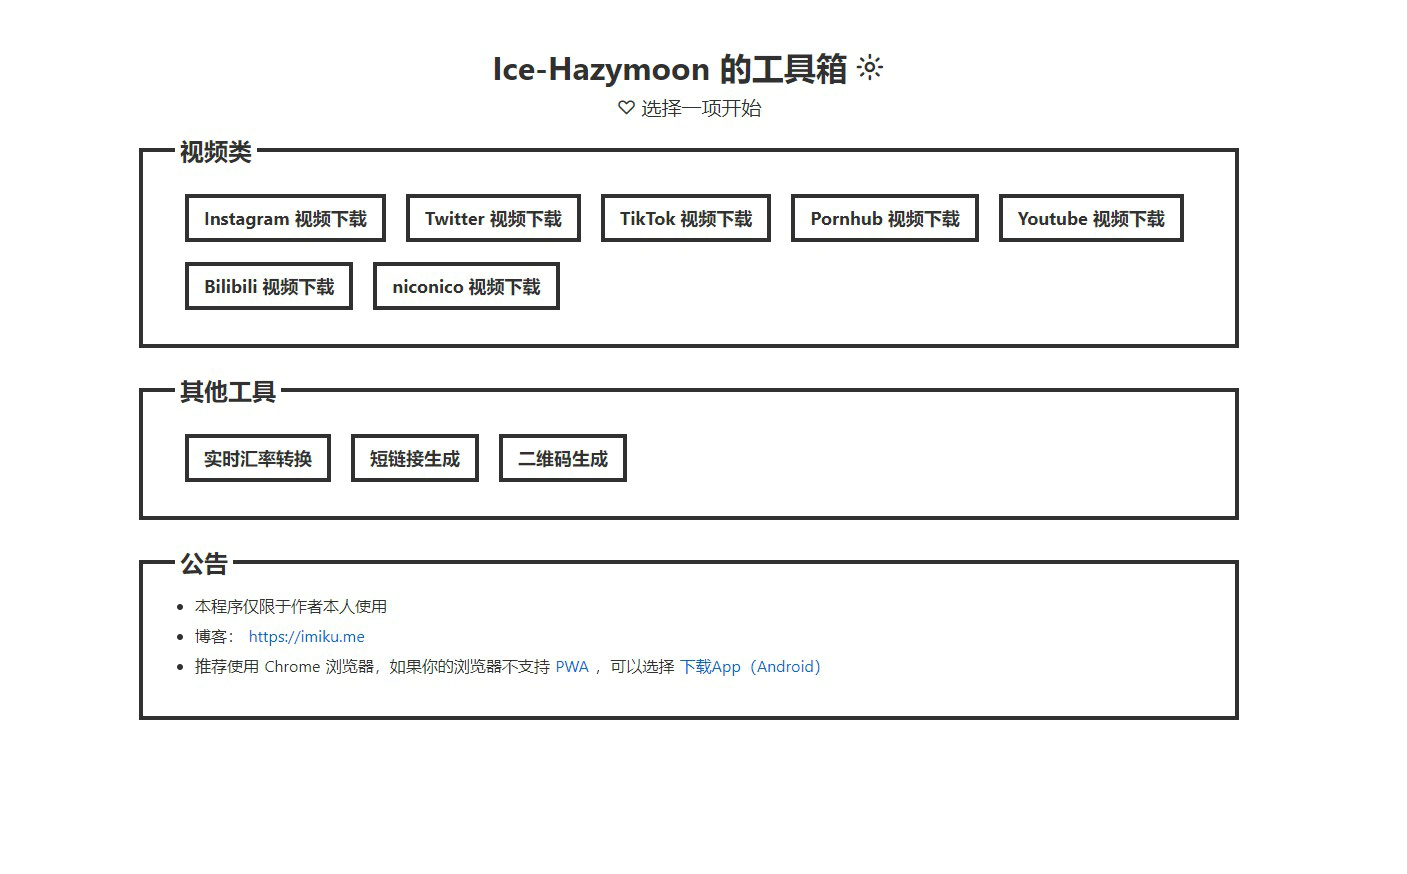 Ice-Hazymoon 的工具箱
选择一项开始
视频类
Instagram 视频下载 Twitter 视频下载 TikTok 视频下载 Pornhub 视频下载 Youtube 视频下载
Bilibili 视频下载 niconico 视频下载
其他工具
实时汇率转换 短链接生成 二维码生成
公告
本程序仅限于作者本人使用
博客： https://imiku.me
推荐使用 Chrome 浏览器，如果你的浏览器不支持 PWA ，可以选择 下载App（Android）